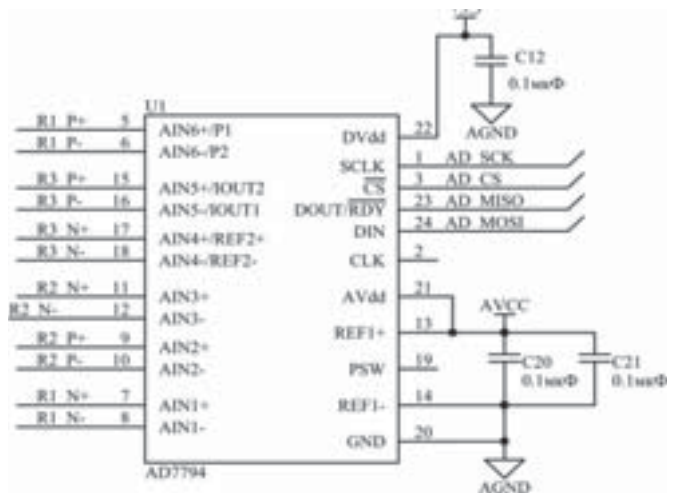 C12
0.1мкФ
AGND
U1
R1 P+ 5 AIN6+/P1
R1 P- 6 AIN6-/P2
R3 P+ 15 AIN5+/IOUT2
R3 P- 16 AIN5-/IOUT1
R3 N+ 17 AIN4+/REF2+
R3 N- 18 AIN4-/REF2-
R2 N+ 11 AIN3+
R2 N- 12 AIN3-
R2 P+ 9 AIN2+
R2 P- 10 AIN2-
R1 N+ 7 AIN1+
R1 N- 8 AIN1-
DVdd 22
SCLK 1 AD SCK
CS 3 AD CS
DOUT/RDY 23 AD MISO
DIN 24 AD MOSI
CLK 2
AVdd 21
AVCC
REF1+ 13
PSW 19
C20
0.1мкФ
C21
0.1мкФ
REF1- 14
GND 20
AD7794
AGND